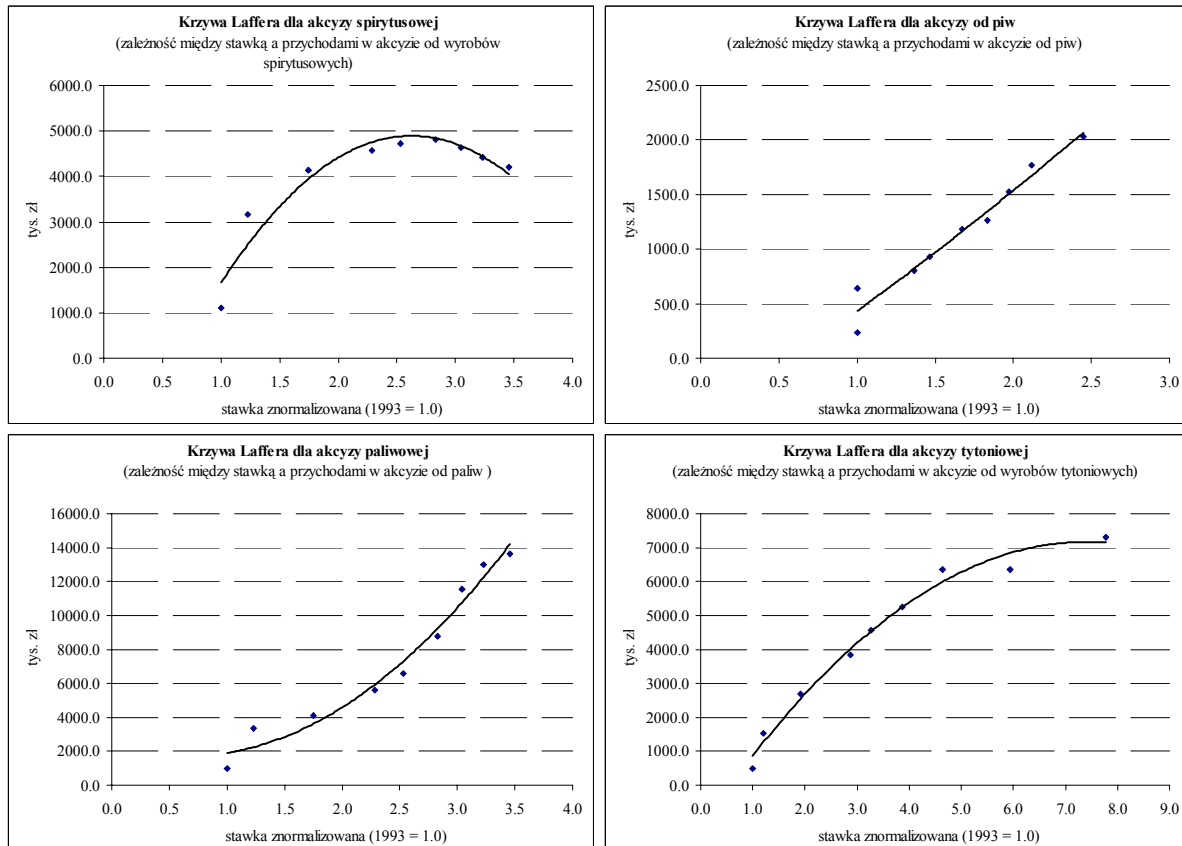 Krzywa Laffera dla akcyzy spirytusowej
(zależność między stawką a przychodami w akcyzie od wyrobów
spirytusowych)
6000.0
5000.0
4000.0
3000.0
2000.0
1000.0
0.0
tys. zł
0.0 0.5 1.0 1.5 2.0 2.5 3.0 3.5 4.0
stawka znormalizowana (1993 = 1.0)
Krzywa Laffera dla akcyzy od piw
(zależność między stawką a przychodami w akcyzie od piw)
2500.0
2000.0
1500.0
1000.0
500.0
0.0
tys. zł
0.0 0.5 1.0 1.5 2.0 2.5 3.0
stawka znormalizowana (1993 = 1.0)
Krzywa Laffera dla akcyzy paliwowej
(zależność między stawką a przychodami w akcyzie od paliw )
16000.0
14000.0
12000.0
10000.0
8000.0
6000.0
4000.0
2000.0
0.0
tys. zł
0.0 0.5 1.0 1.5 2.0 2.5 3.0 3.5 4.0
stawka znormalizowana (1993 = 1.0)
Krzywa Laffera dla akcyzy tytoniowej
(zależność między stawką a przychodami w akcyzie od wyrobów tytoniowych)
8000.0
7000.0
6000.0
5000.0
4000.0
3000.0
2000.0
1000.0
0.0
tys. zł
0.0 1.0 2.0 3.0 4.0 5.0 6.0 7.0 8.0 9.0
stawka znormalizowana (1993 = 1.0)